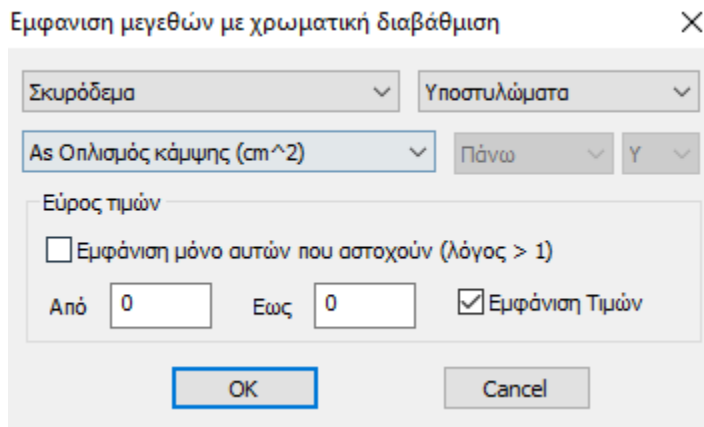 Εμφανιση μεγεθών με χρωματική διαβάθμιση
Σκυρόδεμα Υποστυλώματα
As Οπλισμός κάμψης (cm^2) Πάνω Υ
Εύρος τιμών
Εμφάνιση μόνο αυτών που αστοχούν (λόγος > 1)
Από 0 Εως 0 Εμφάνιση Τιμών
OK Cancel